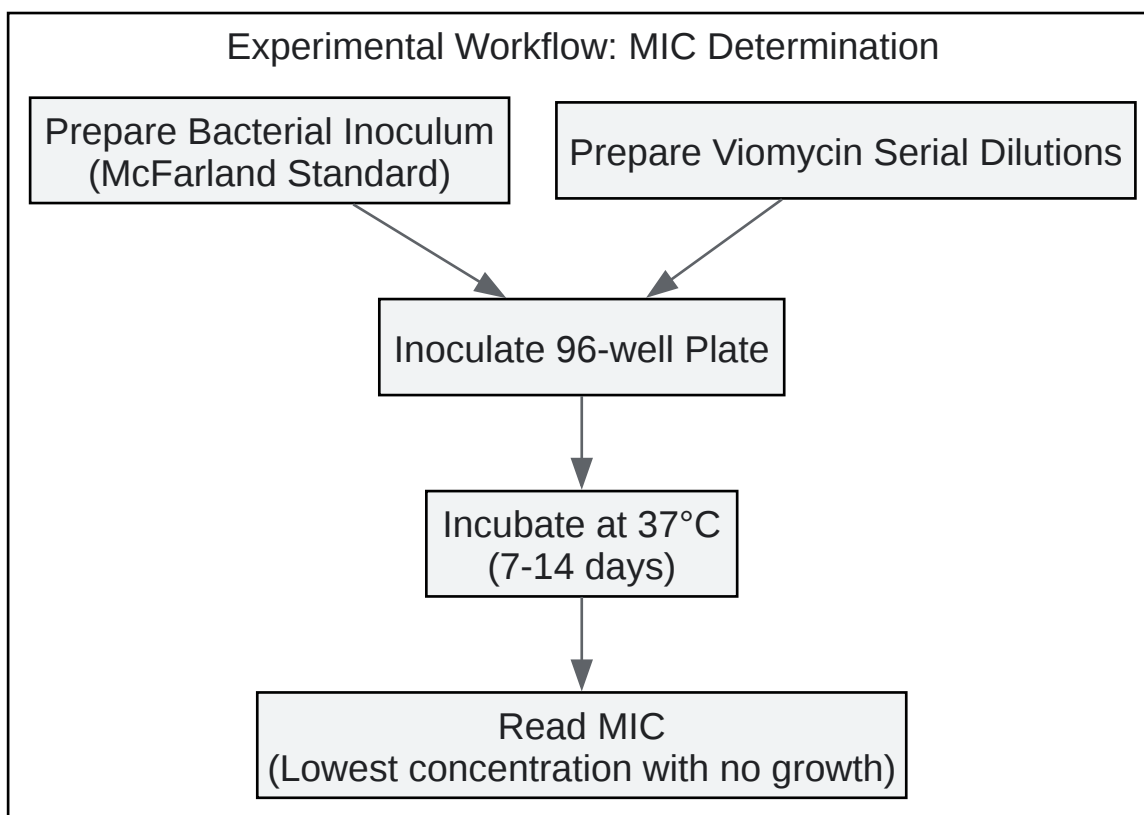 Experimental Workflow: MIC Determination
Prepare Bacterial Inoculum
(McFarland Standard)
Prepare Viomycin Serial Dilutions
Inoculate 96-well Plate
Incubate at 37°C
(7-14 days)
Read MIC
(Lowest concentration with no growth)